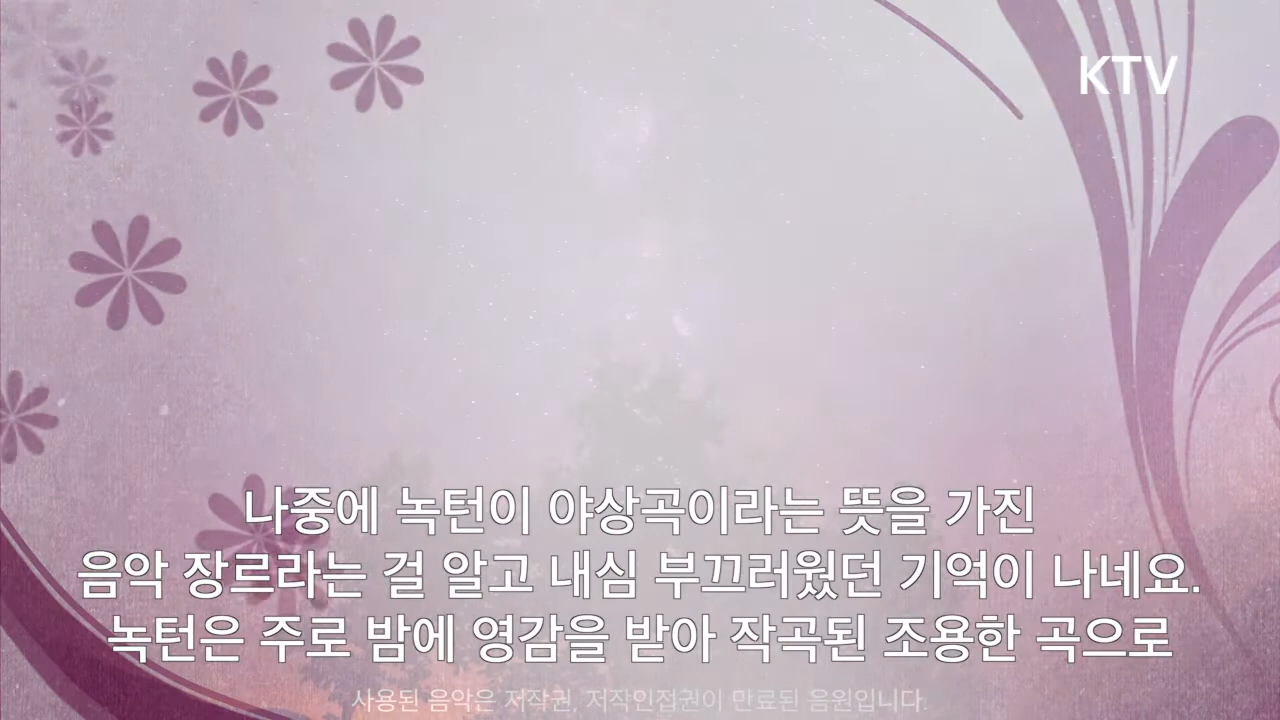 KTV
나중에 녹턴이 야상곡이라는 뜻을 가진
음악 장르라는 걸 알고 내심 부끄러웠던 기억이 나네요.
녹턴은 주로 밤에 영감을 받아 작곡된 조용한 곡으로
사용된 음악은 저작권, 저작인접권이 만료된 음원입니다.